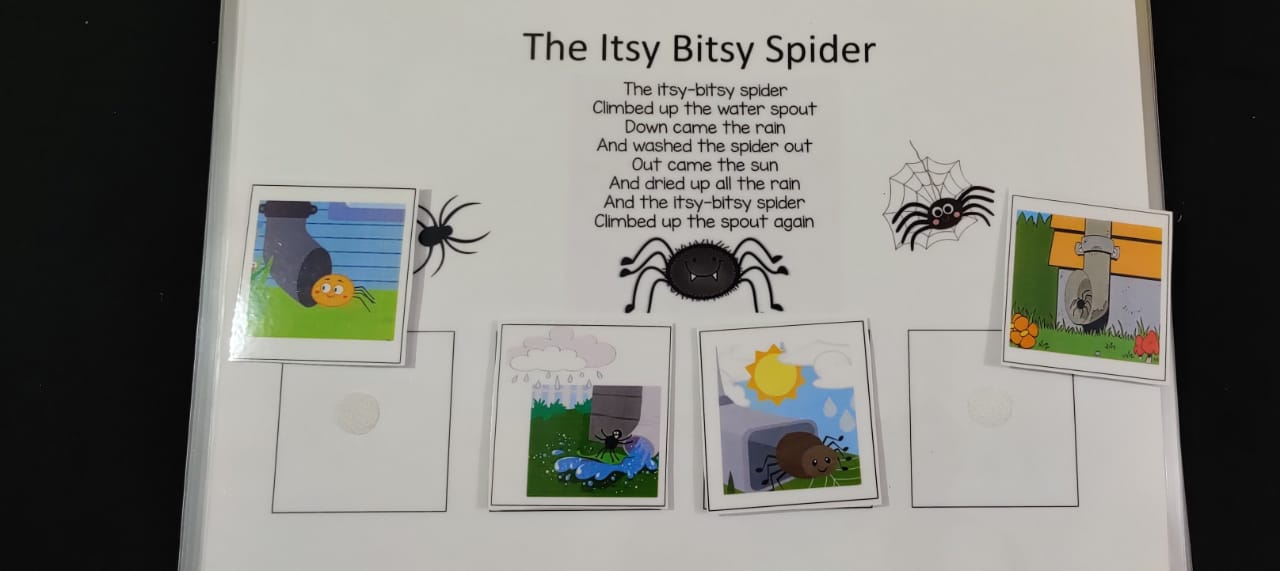 The Itsy Bitsy Spider
The itsy-bitsy spider
Climbed up the water spout
Down came the rain
And washed the spider out
Out came the sun
And dried up all the rain
And the itsy-bitsy spider
Climbed up the spout again